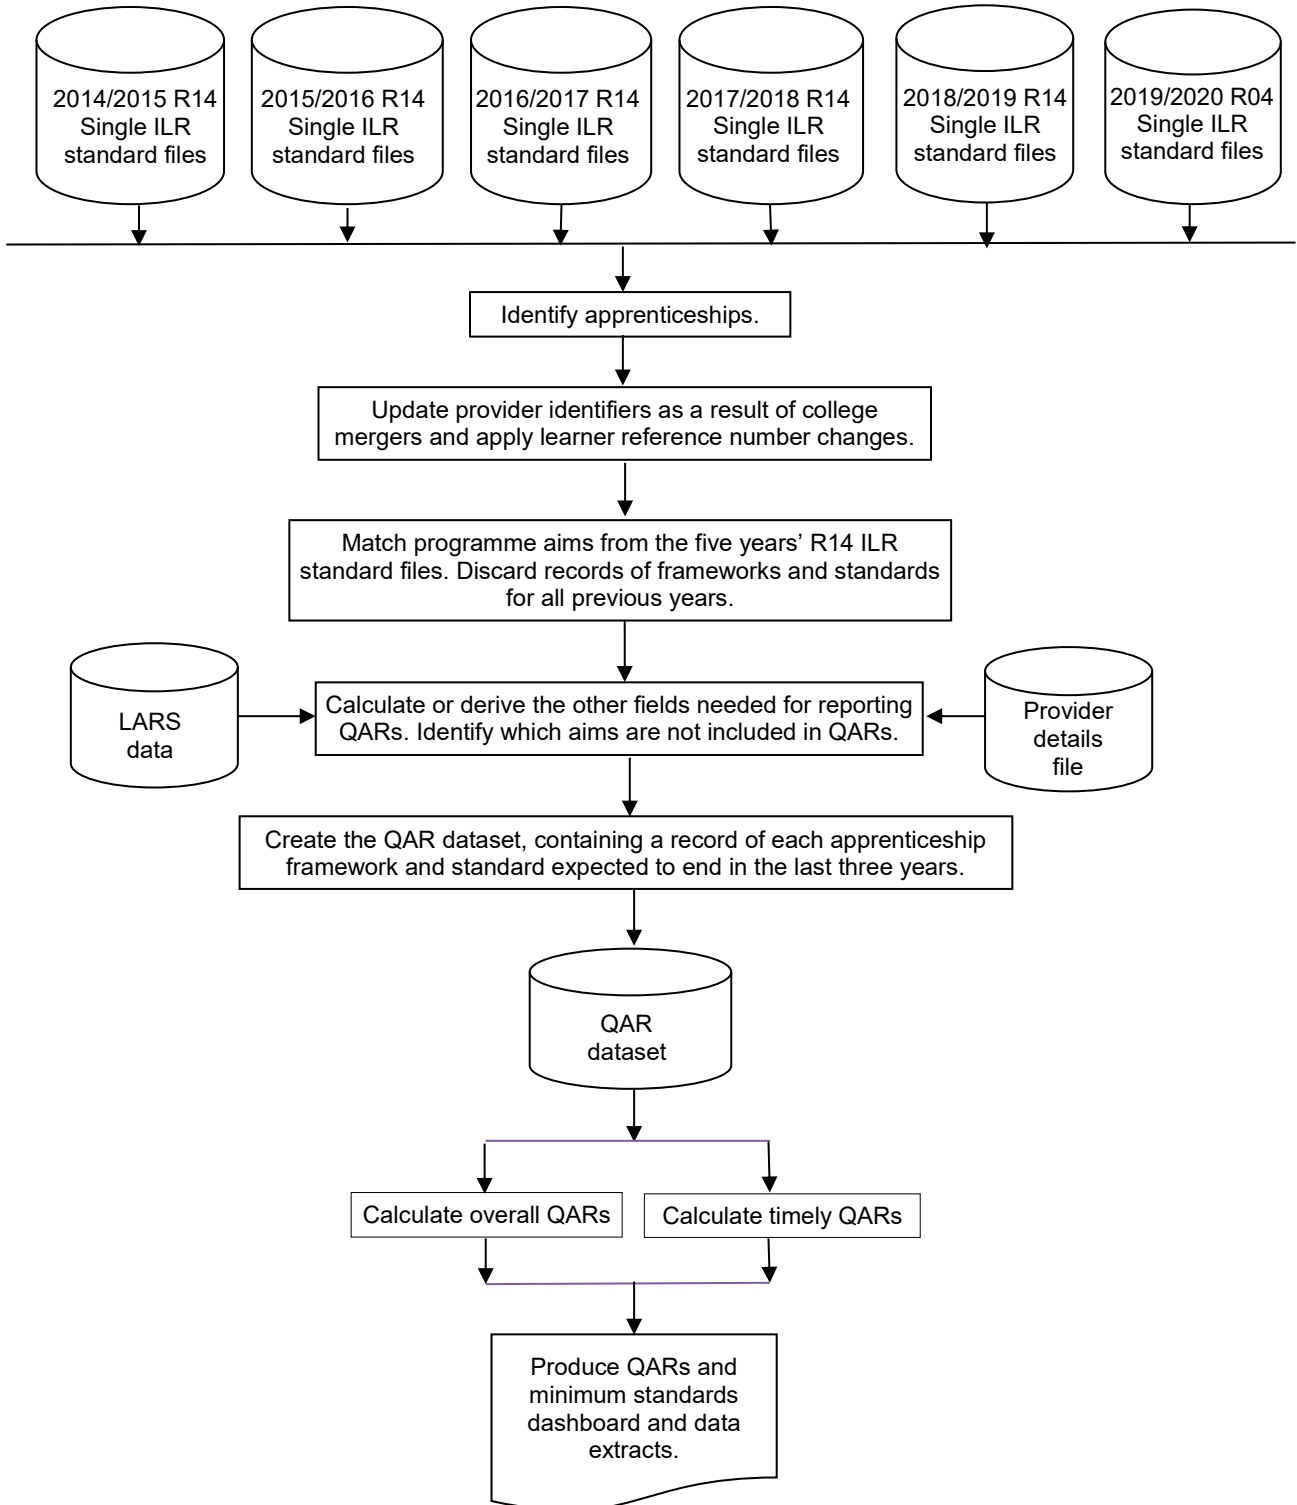 2014/2015 R14
Single ILR
standard files
2015/2016 R14
Single ILR
standard files
2016/2017 R14
Single ILR
standard files
2017/2018 R14
Single ILR
standard files
2018/2019 R14
Single ILR
standard files
2019/2020 R04
Single ILR
standard files
Identify apprenticeships.
Update provider identifiers as a result of college
mergers and apply learner reference number changes.
Match programme aims from the five years’ R14 ILR
standard files. Discard records of frameworks and standards
for all previous years.
LARS
data
Calculate or derive the other fields needed for reporting
QARs. Identify which aims are not included in QARs.
Provider
details
file
Create the QAR dataset, containing a record of each apprenticeship
framework and standard expected to end in the last three years.
QAR
dataset
Calculate overall QARs
Calculate timely QARs
Produce QARs and
minimum standards
dashboard and data
extracts.